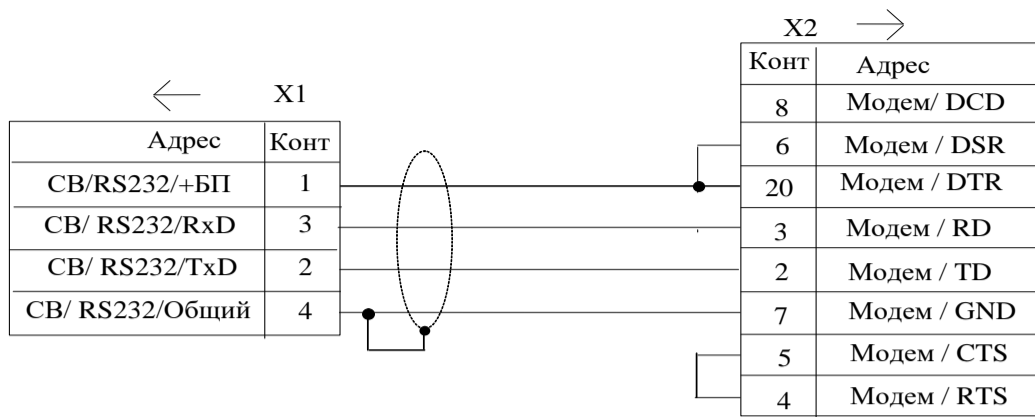 X2
Конт Адрес
8 Модем/ DCD
6 Модем / DSR
20 Модем / DTR
3 Модем / RD
2 Модем / TD
7 Модем / GND
5 Модем / CTS
4 Модем / RTS
X1
Адрес Конт
СВ/RS232/+БП 1
СВ/ RS232/RxD 3
СВ/ RS232/TxD 2
СВ/ RS232/Общий 4